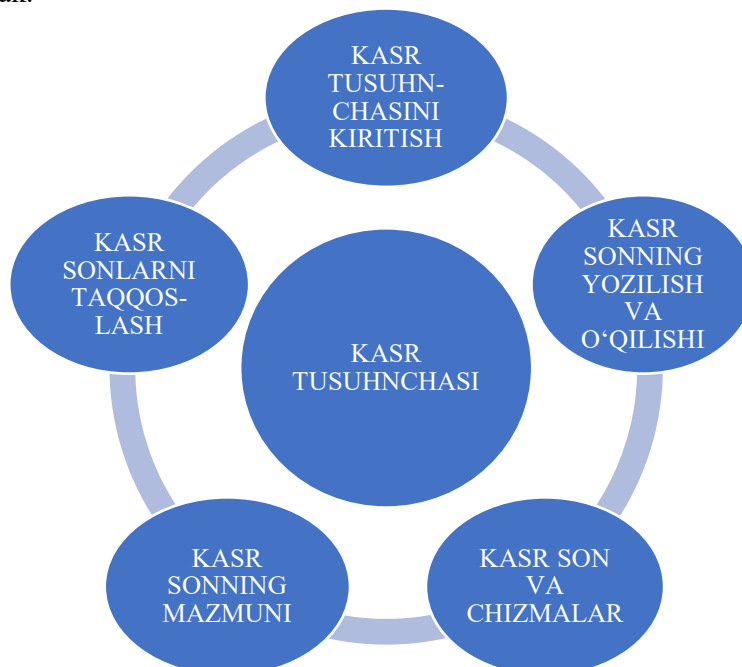 KASR
TUSUHN-
CHASINI
KIRITISH
KASR
SONNING
YOZILISH
VA
O‘QILISHI
KASR SON
VA
CHIZMALAR
KASR
SONNING
MAZMUNI
KASR
SONLARNI
TAQQOS-
LASH
KASR
TUSUHNCHASI